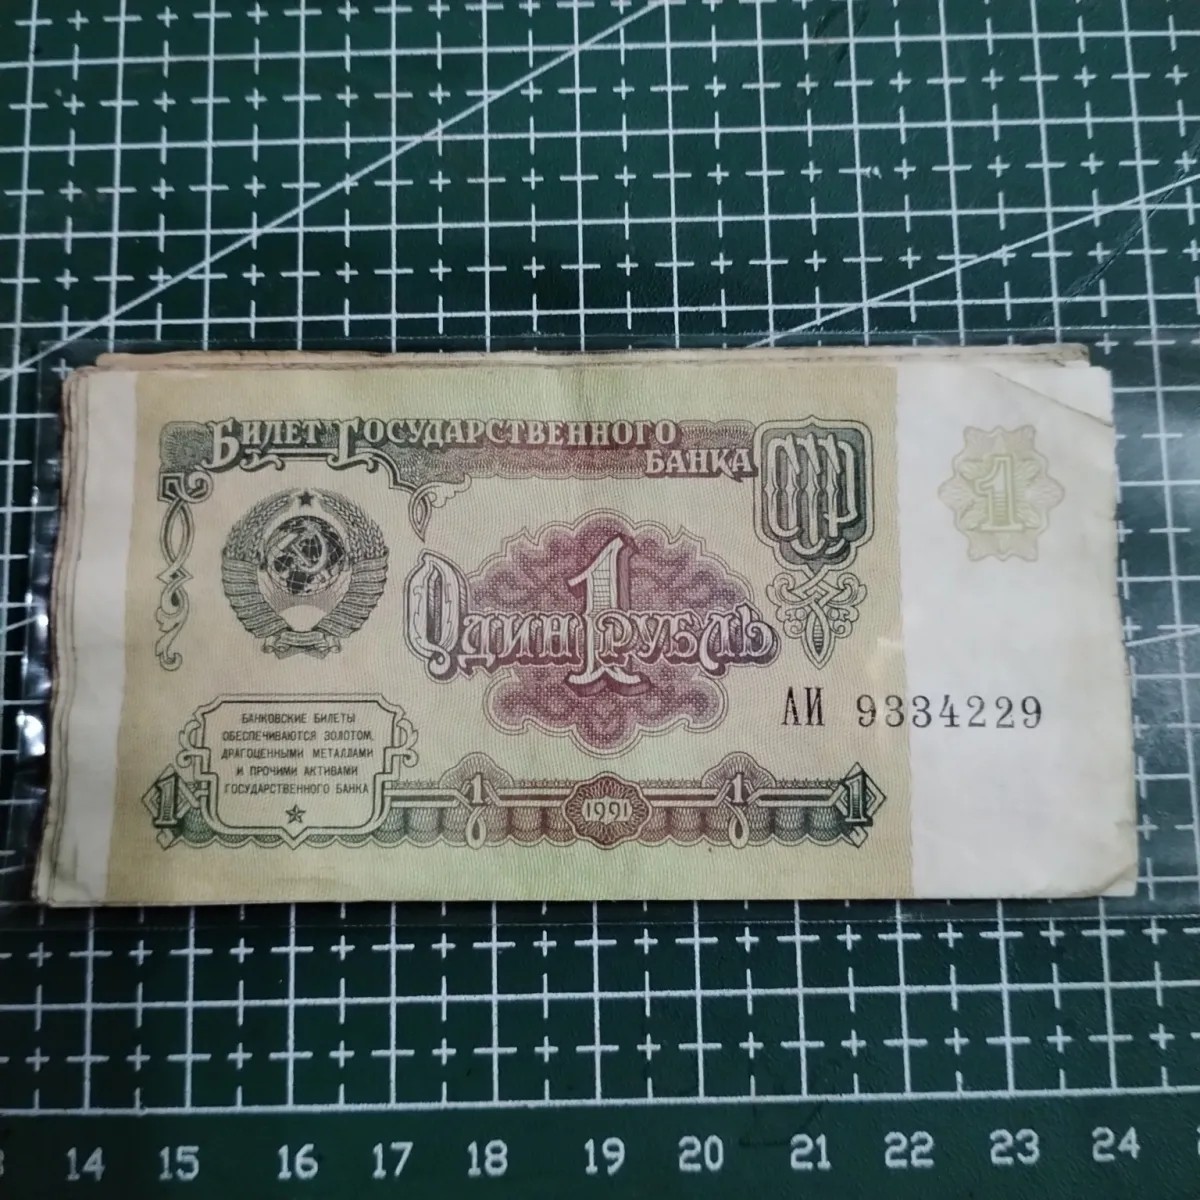 Билет Государственного
банка
СССР
1
Один рубль
1
АИ 9334229
БАНКОВСКИЕ БИЛЕТЫ
ОБЕСПЕЧИВАЮТСЯ ЗОЛОТОМ,
ДРАГОЦЕННЫМИ МЕТАЛЛАМИ
И ПРОЧИМИ АКТИВАМИ
ГОСУДАРСТВЕННОГО БАНКА
1 1 1991 1 1
14 15 16 17 18 19 20 21 22 23 24